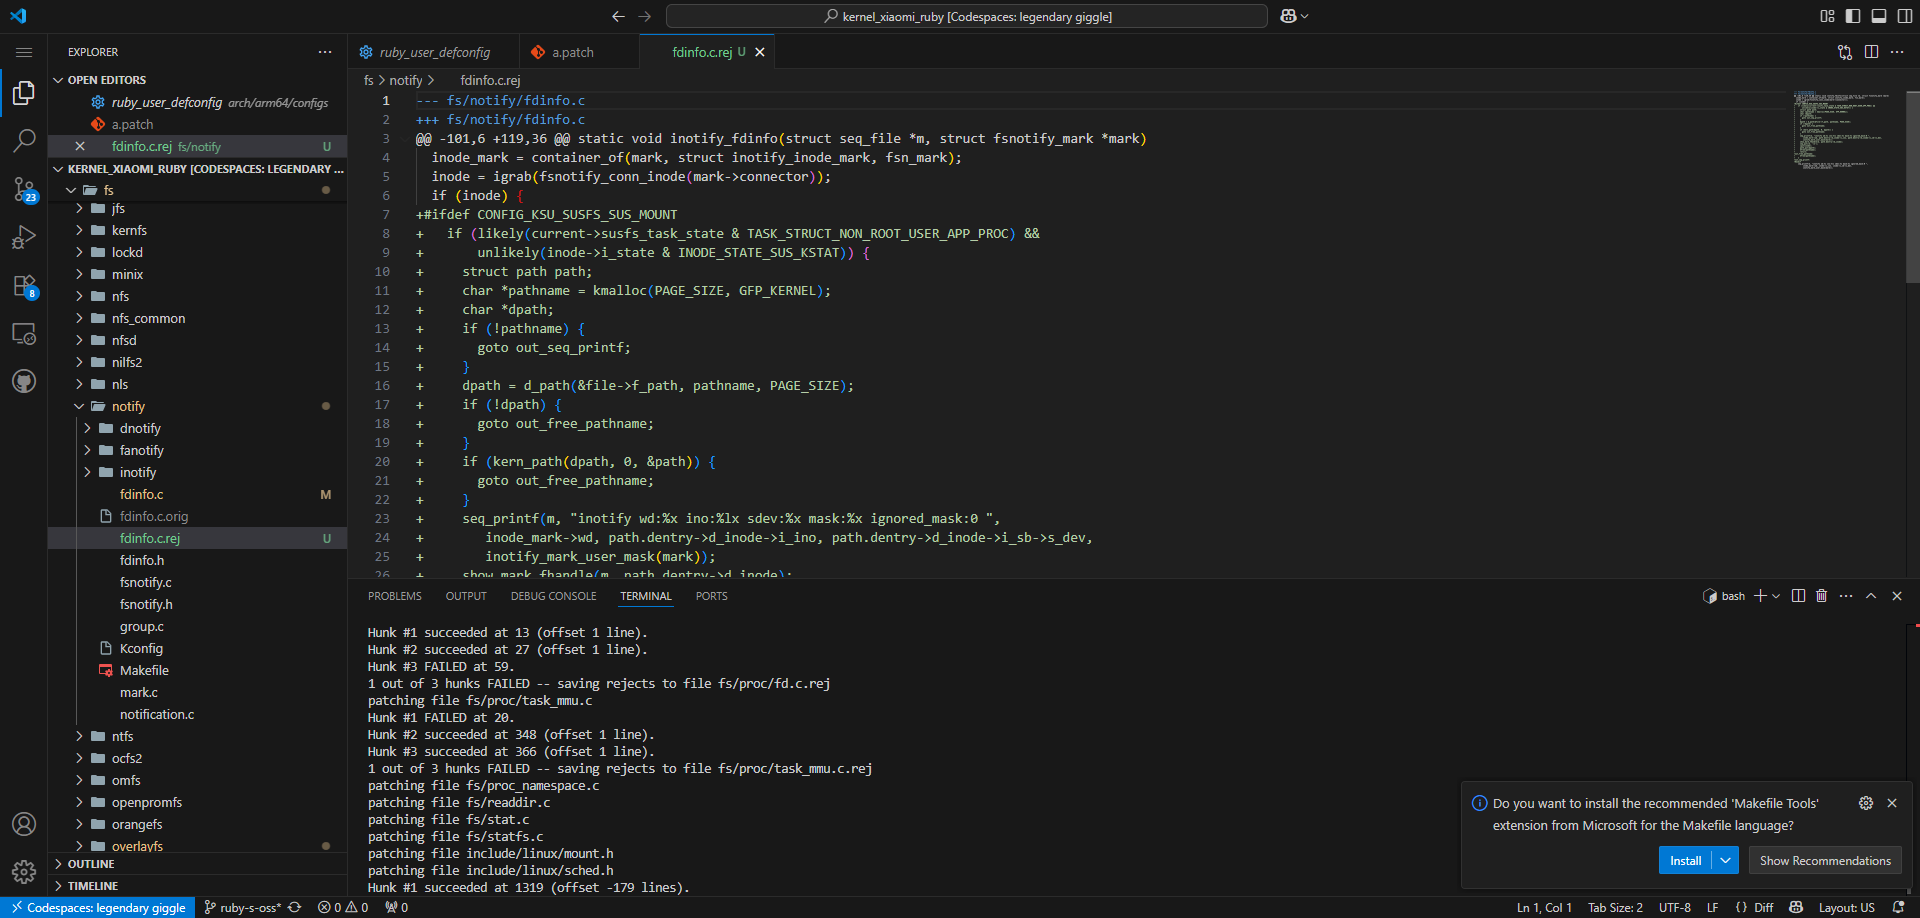 kernel_xiaomi_ruby [Codespaces: legendary giggle]
EXPLORER
OPEN EDITORS
ruby_user_defconfig arch/arm64/configs
a.patch
fdinfo.c.rej fs/notify U
KERNEL_XIAOMI_RUBY [CODESPACES: LEGENDARY ...
fs
jfs
kernfs
lockd
minix
nfs
nfs_common
nfsd
nilfs2
nls
notify
dnotify
fanotify
inotify
fdinfo.c M
fdinfo.c.orig
fdinfo.c.rej U
fdinfo.h
fsnotify.c
fsnotify.h
group.c
Kconfig
Makefile
mark.c
notification.c
ntfs
ocfs2
omfs
openpromfs
orangefs
overlayfs
OUTLINE
TIMELINE
23
8
ruby_user_defconfig
a.patch
fdinfo.c.rej U
fs > notify > fdinfo.c.rej
1 --- fs/notify/fdinfo.c
2 +++ fs/notify/fdinfo.c
3 @@ -101,6 +119,36 @@ static void inotify_fdinfo(struct seq_file *m, struct fsnotify_mark *mark)
4 inode_mark = container_of(mark, struct inotify_inode_mark, fsn_mark);
5 inode = igrab(fsnotify_conn_inode(mark->connector));
6 if (inode) {
7 +#ifdef CONFIG_KSU_SUSFS_SUS_MOUNT
8 + if (likely(current->susfs_task_state & TASK_STRUCT_NON_ROOT_USER_APP_PROC) &&
9 + unlikely(inode->i_state & INODE_STATE_SUS_KSTAT)) {
10 + struct path path;
11 + char *pathname = kmalloc(PAGE_SIZE, GFP_KERNEL);
12 + char *dpath;
13 + if (!pathname) {
14 + goto out_seq_printf;
15 + }
16 + dpath = d_path(&file->f_path, pathname, PAGE_SIZE);
17 + if (!dpath) {
18 + goto out_free_pathname;
19 + }
20 + if (kern_path(dpath, 0, &path)) {
21 + goto out_free_pathname;
22 + }
23 + seq_printf(m, "inotify wd:%x ino:%lx sdev:%x mask:%x ignored_mask:0 ",
24 + inode_mark->wd, path.dentry->d_inode->i_ino, path.dentry->d_inode->i_sb->s_dev,
25 + inotify_mark_user_mask(mark));
26 + show_mark_fhandle(m, path.dentry->d_inode);
PROBLEMS OUTPUT DEBUG CONSOLE TERMINAL PORTS
bash
Hunk #1 succeeded at 13 (offset 1 line).
Hunk #2 succeeded at 27 (offset 1 line).
Hunk #3 FAILED at 59.
1 out of 3 hunks FAILED -- saving rejects to file fs/proc/fd.c.rej
patching file fs/proc/task_mmu.c
Hunk #1 FAILED at 20.
Hunk #2 succeeded at 348 (offset 1 line).
Hunk #3 succeeded at 366 (offset 1 line).
1 out of 3 hunks FAILED -- saving rejects to file fs/proc/task_mmu.c.rej
patching file fs/proc_namespace.c
patching file fs/readdir.c
patching file fs/stat.c
patching file fs/statfs.c
patching file include/linux/mount.h
patching file include/linux/sched.h
Hunk #1 succeeded at 1319 (offset -179 lines).
Do you want to install the recommended 'Makefile Tools'
extension from Microsoft for the Makefile language?
Install
Show Recommendations
Codespaces: legendary giggle ruby-s-oss* 0 0 0
Ln 1, Col 1 Tab Size: 2 UTF-8 LF {} Diff Layout: US